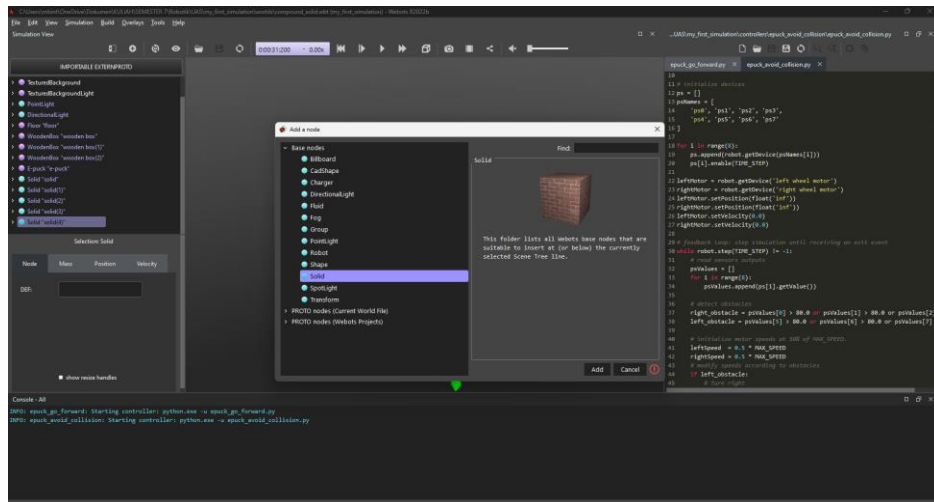 File Edit View Simulation Build Overlays Tools Help
Simulation View
0:00:31:200 - 0.00x
IMPORTABLE EXTERNPROTO
TexturedBackground
TexturedBackgroundLight
PointLight
DirectionalLight
Floor "floor"
WoodenBox "wooden box"
WoodenBox "wooden box(1)"
WoodenBox "wooden box(2)"
E-puck "e-puck"
Solid "solid"
Solid "solid(1)"
Solid "solid(2)"
Solid "solid(3)"
Solid "solid(4)"
Selection: Solid
Node Mass Position Velocity
DEF:
show resize handles
Add a node
Base nodes
Billboard
CadShape
Charger
DirectionalLight
Fluid
Fog
Group
PointLight
Robot
Shape
Solid
SpotLight
Transform
PROTO nodes (Current World File)
PROTO nodes (Webots Projects)
Find:
Solid
This folder lists all Webots base nodes that are
suitable to insert at (or below) the currently
selected Scene Tree line.
Add Cancel
epuck_go_forward.py epuck_avoid_collision.py
10
11 # initialize devices
12 ps = []
13 psNames = [
14 'ps0', 'ps1', 'ps2', 'ps3',
15 'ps4', 'ps5', 'ps6', 'ps7'
16 ]
17
18 for i in range(8):
19 ps.append(robot.getDevice(psNames[i]))
20 ps[i].enable(TIME_STEP)
21
22 leftMotor = robot.getDevice('left wheel motor')
23 rightMotor = robot.getDevice('right wheel motor')
24 leftMotor.setPosition(float('inf'))
25 rightMotor.setPosition(float('inf'))
26 leftMotor.setVelocity(0.0)
27 rightMotor.setVelocity(0.0)
28
29 # feedback loop: step simulation until receiving an exit event
30 while robot.step(TIME_STEP) != -1:
31 # read sensors outputs
32 psValues = []
33 for i in range(8):
34 psValues.append(ps[i].getValue())
35
36 # detect obstacles
37 right_obstacle = psValues[0] > 80.0 or psValues[1] > 80.0 or psValues[2]
38 left_obstacle = psValues[5] > 80.0 or psValues[6] > 80.0 or psValues[7]
39
40 # initialize motor speeds at 50% of MAX_SPEED.
41 leftSpeed = 0.5 * MAX_SPEED
42 rightSpeed = 0.5 * MAX_SPEED
43 # modify speeds according to obstacles
44 if left_obstacle:
45 # turn right
Console - All
INFO: epuck_go_forward: Starting controller: python.exe -u epuck_go_forward.py
INFO: epuck_avoid_collision: Starting controller: python.exe -u epuck_avoid_collision.py